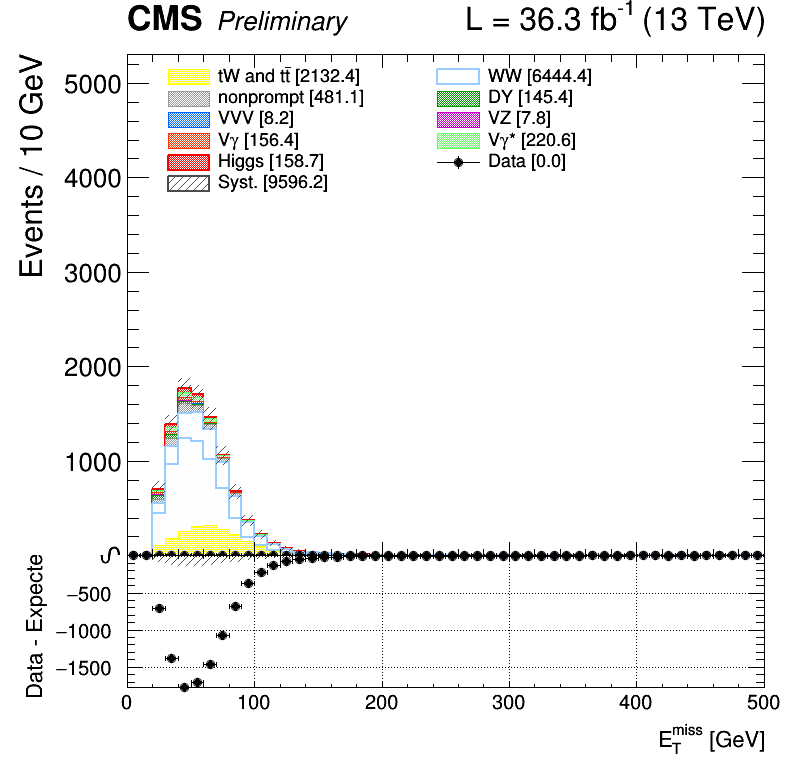 CMS Preliminary L = 36.3 fb⁻¹ (13 TeV)
Events / 10 GeV
5000
4000
3000
2000
1000
0
tW and tt̄ [2132.4]
nonprompt [481.1]
VVV [8.2]
Vγ [156.4]
Higgs [158.7]
Syst. [9596.2]
WW [6444.4]
DY [145.4]
VZ [7.8]
Vγ* [220.6]
Data [0.0]
Data - Expecte
−500
−1000
−1500
0 100 200 300 400 500
E_T^miss [GeV]